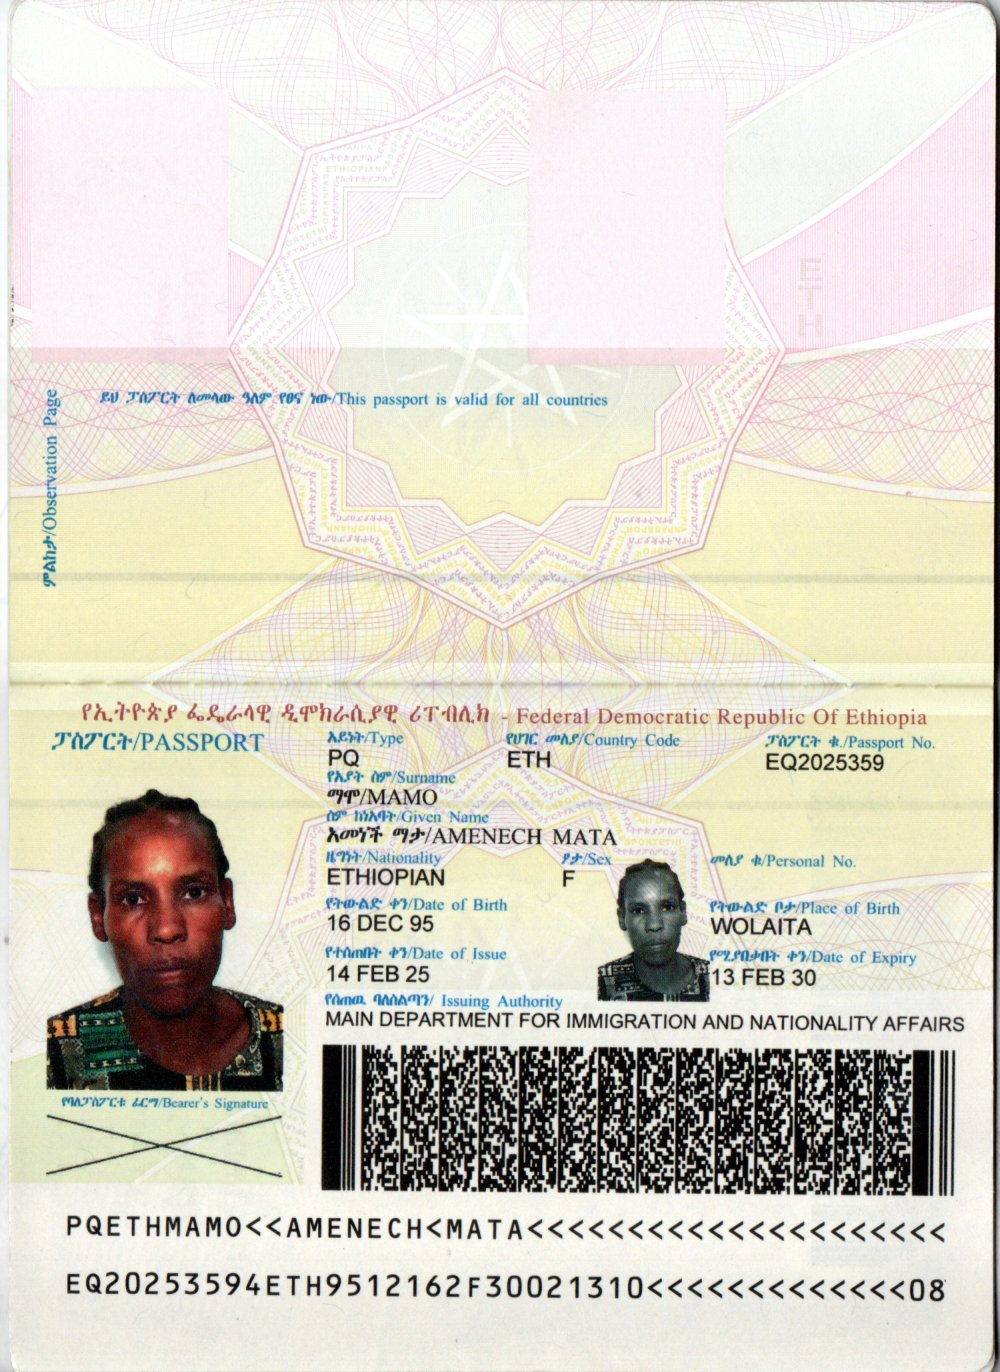 ይህ ፓስፖርት ለመላው ዓለም የፀና ነው/This passport is valid for all countries
ምልከታ/Observation Page
የኢትዮጵያ ፌዴራላዊ ዲሞክራሲያዊ ሪፐብሊክ - Federal Democratic Republic Of Ethiopia
ፓስፖርት/PASSPORT
ዓይነት/Type
የሀገር መለያ/Country Code
ፓስፖርት ቁ./Passport No.
PQ
ETH
EQ2025359
የአያት ስም/Surname
ማሞ/MAMO
ስም ከነአባት/Given Name
እመነች ማታ/AMENECH MATA
ዜግነት/Nationality
ፆታ/Sex
መለያ ቁ/Personal No.
ETHIOPIAN
F
የትውልድ ቀን/Date of Birth
የትውልድ ቦታ/Place of Birth
16 DEC 95
WOLAITA
የተሰጠበት ቀን/Date of Issue
የሚያበቃበት ቀን/Date of Expiry
14 FEB 25
13 FEB 30
የሰጠዉ ባለስልጣን/ Issuing Authority
MAIN DEPARTMENT FOR IMMIGRATION AND NATIONALITY AFFAIRS
የባለፓስፖርቱ ፊርማ/Bearer's Signature
PQETHMAMO<<AMENECH<MATA<<<<<<<<<<<<<<<<<<<<<
EQ20253594ETH9512162F30021310<<<<<<<<<<<<<08